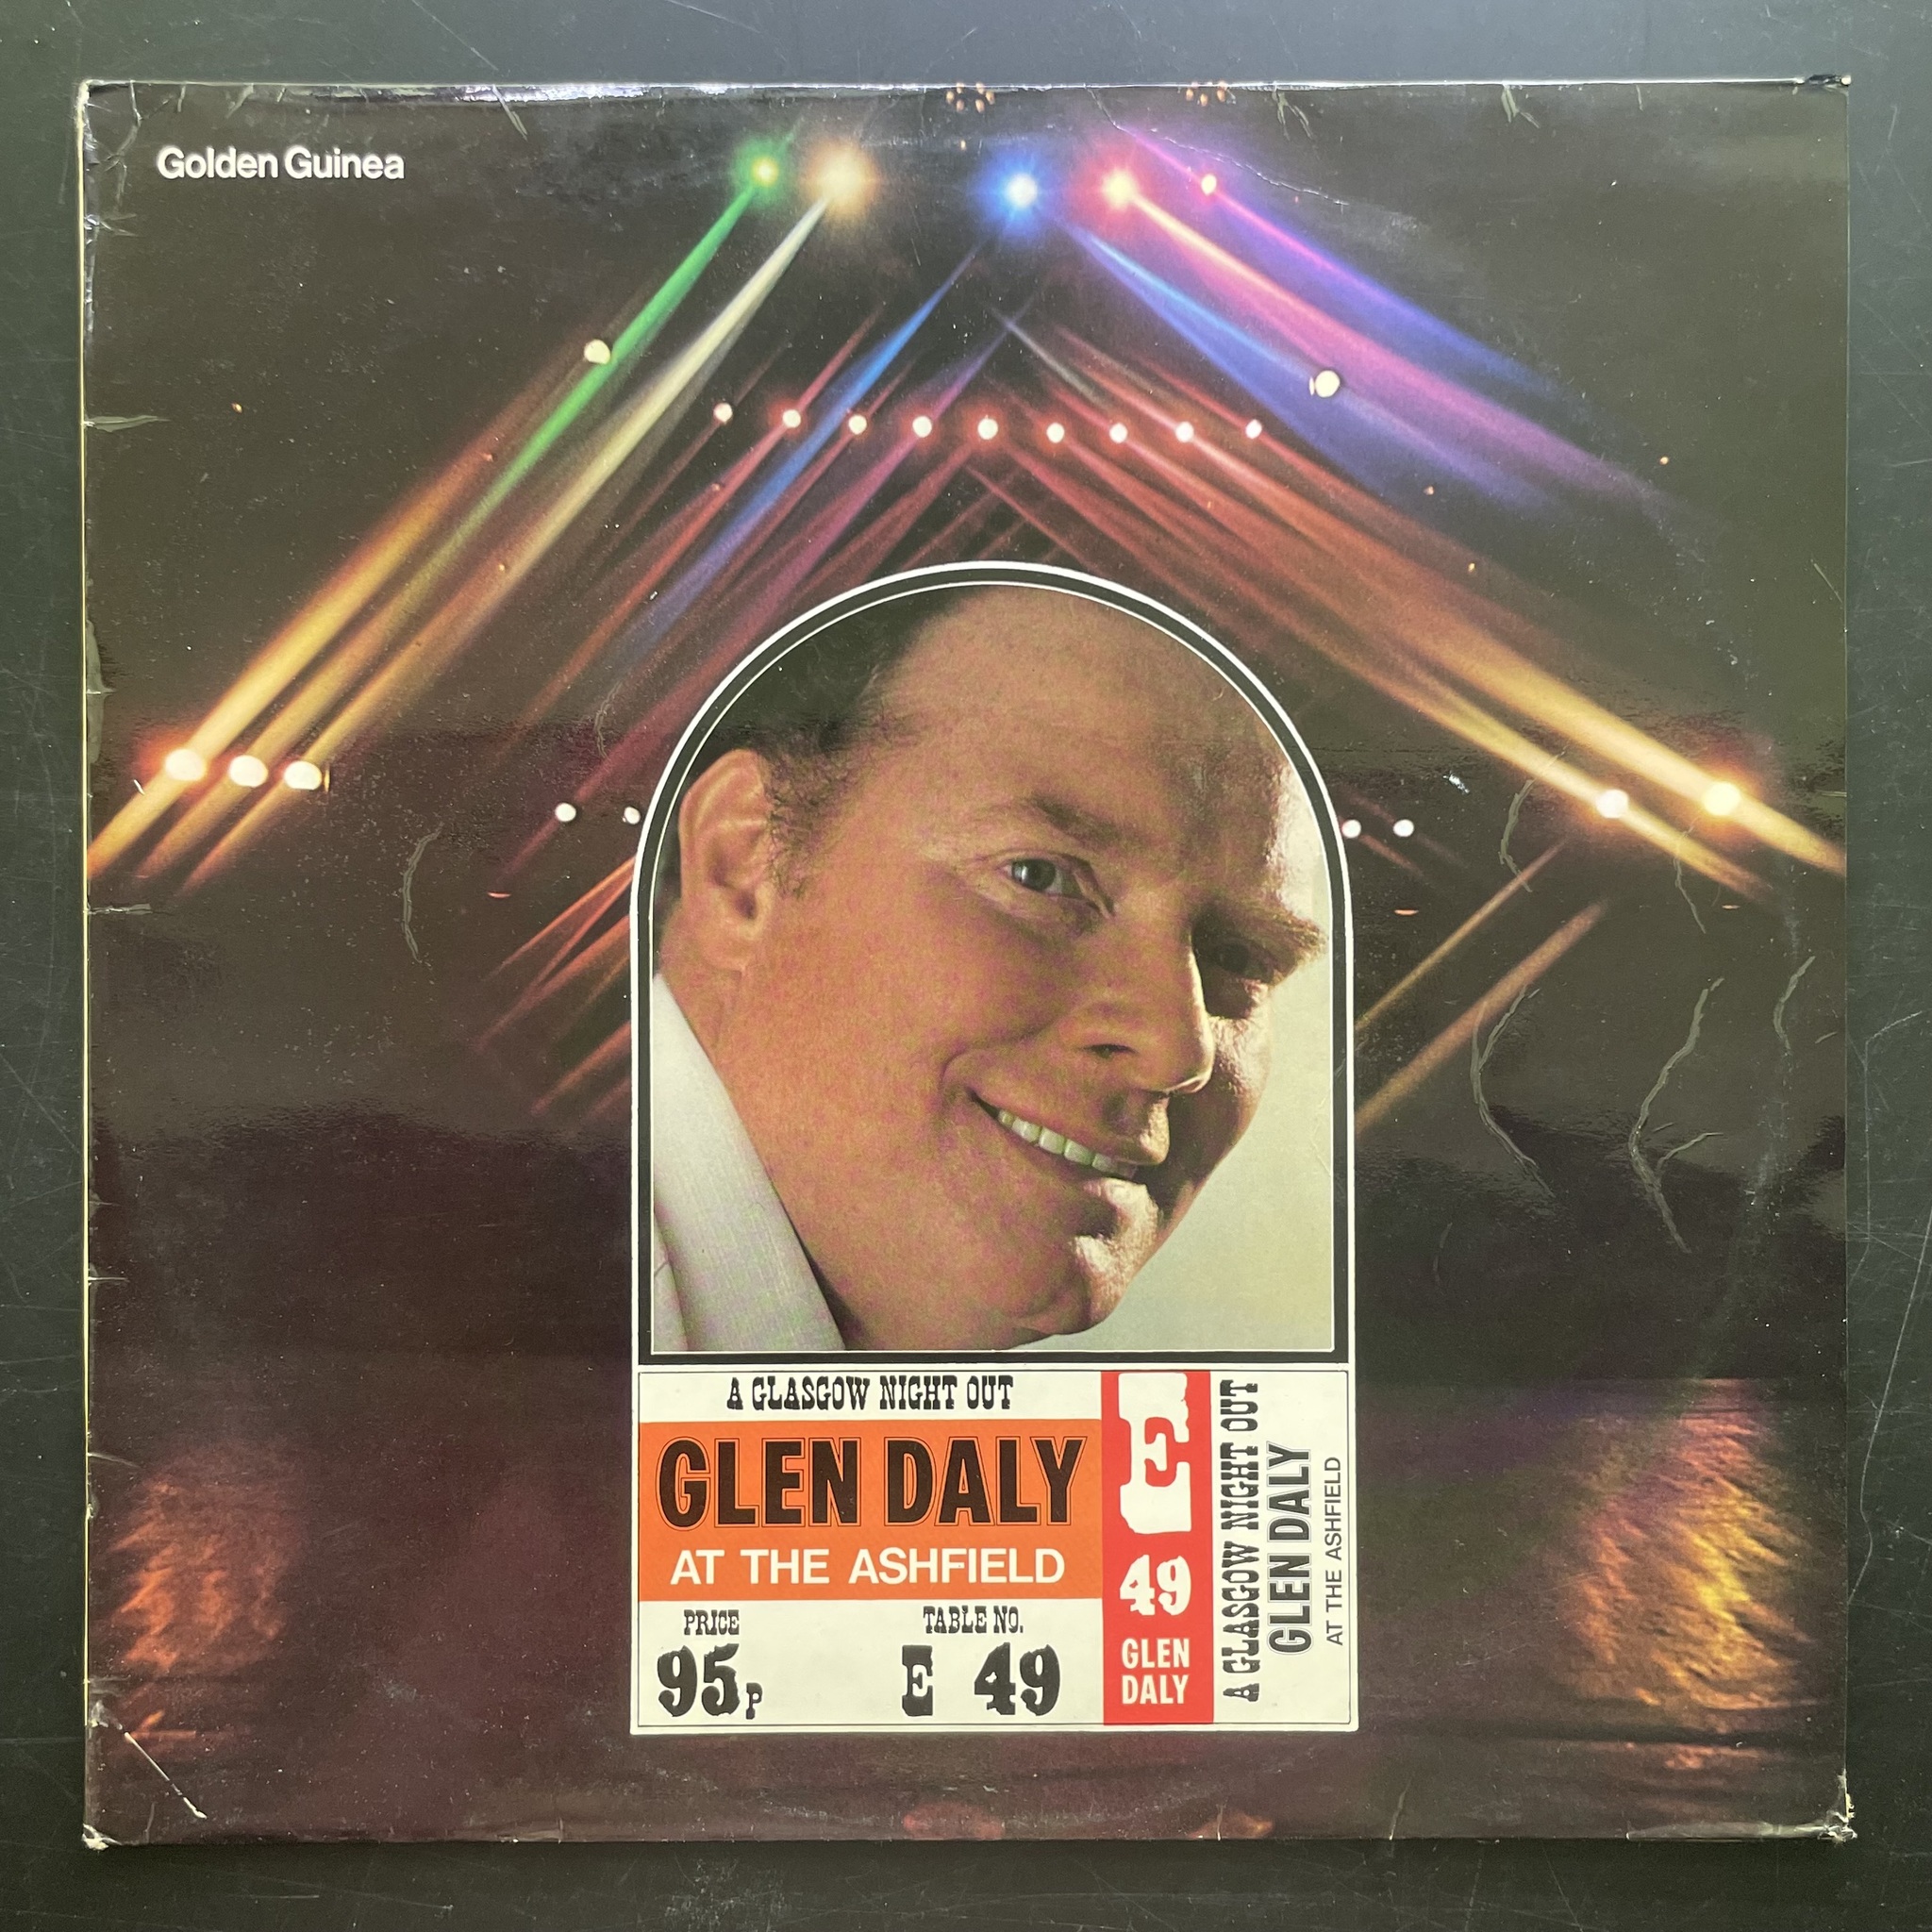 Golden Guinea
A GLASGOW NIGHT OUT
GLEN DALY
AT THE ASHFIELD
PRICE
95P
TABLE NO.
E 49
E
49
GLEN
DALY
A GLASGOW NIGHT OUT
GLEN DALY
AT THE ASHFIELD